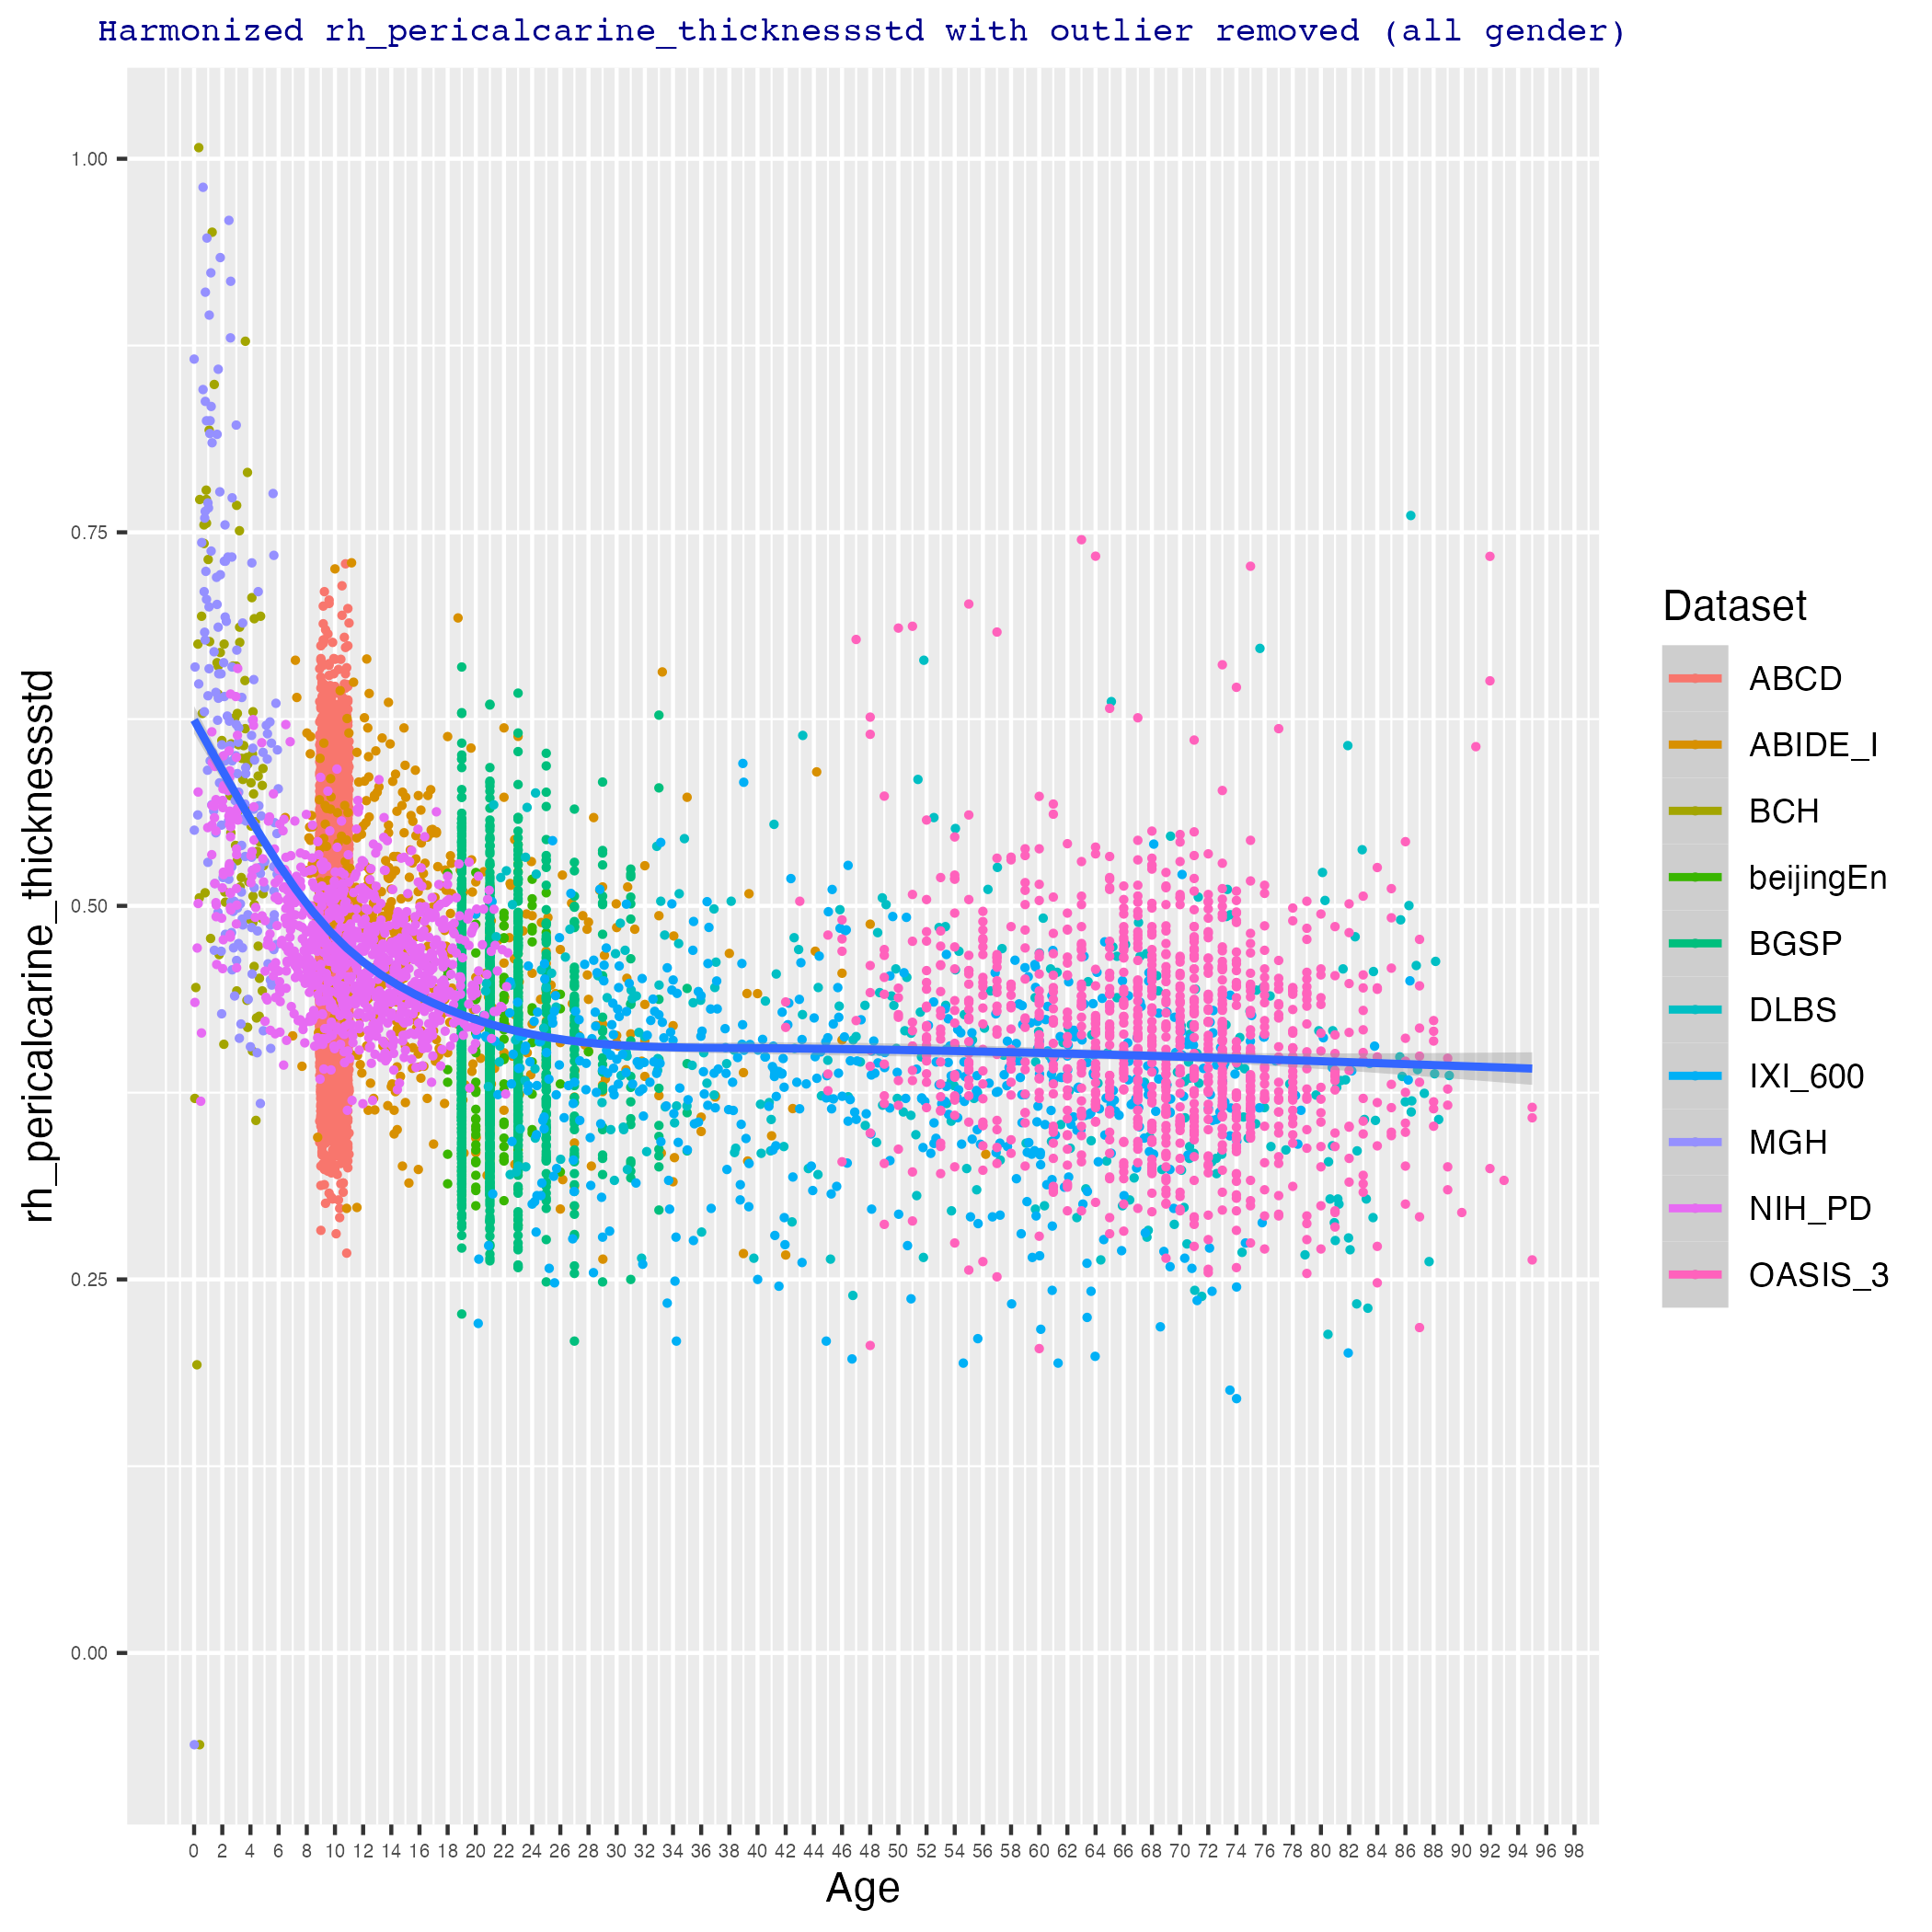 Harmonized rh_pericalcarine_thicknessstd with outlier removed (all gender)
rh_pericalcarine_thicknessstd
1.00
0.75
0.50
0.25
0.00
0 2 4 6 8 10 12 14 16 18 20 22 24 26 28 30 32 34 36 38 40 42 44 46 48 50 52 54 56 58 60 62 64 66 68 70 72 74 76 78 80 82 84 86 88 90 92 94 96 98
Age
Dataset
ABCD
ABIDE_I
BCH
beijingEn
BGSP
DLBS
IXI_600
MGH
NIH_PD
OASIS_3